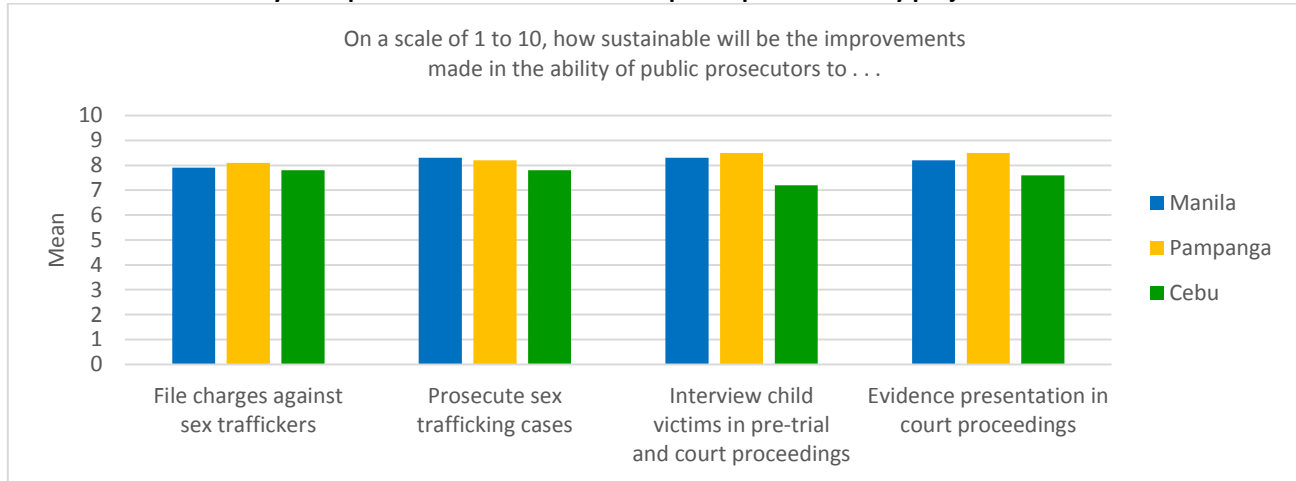 On a scale of 1 to 10, how sustainable will be the improvements
made in the ability of public prosecutors to . . .
10
9
8
7
6
5
4
3
2
1
0
Mean
File charges against
sex traffickers
Prosecute sex
trafficking cases
Interview child
victims in pre-trial
and court proceedings
Evidence presentation in
court proceedings
Manila
Pampanga
Cebu